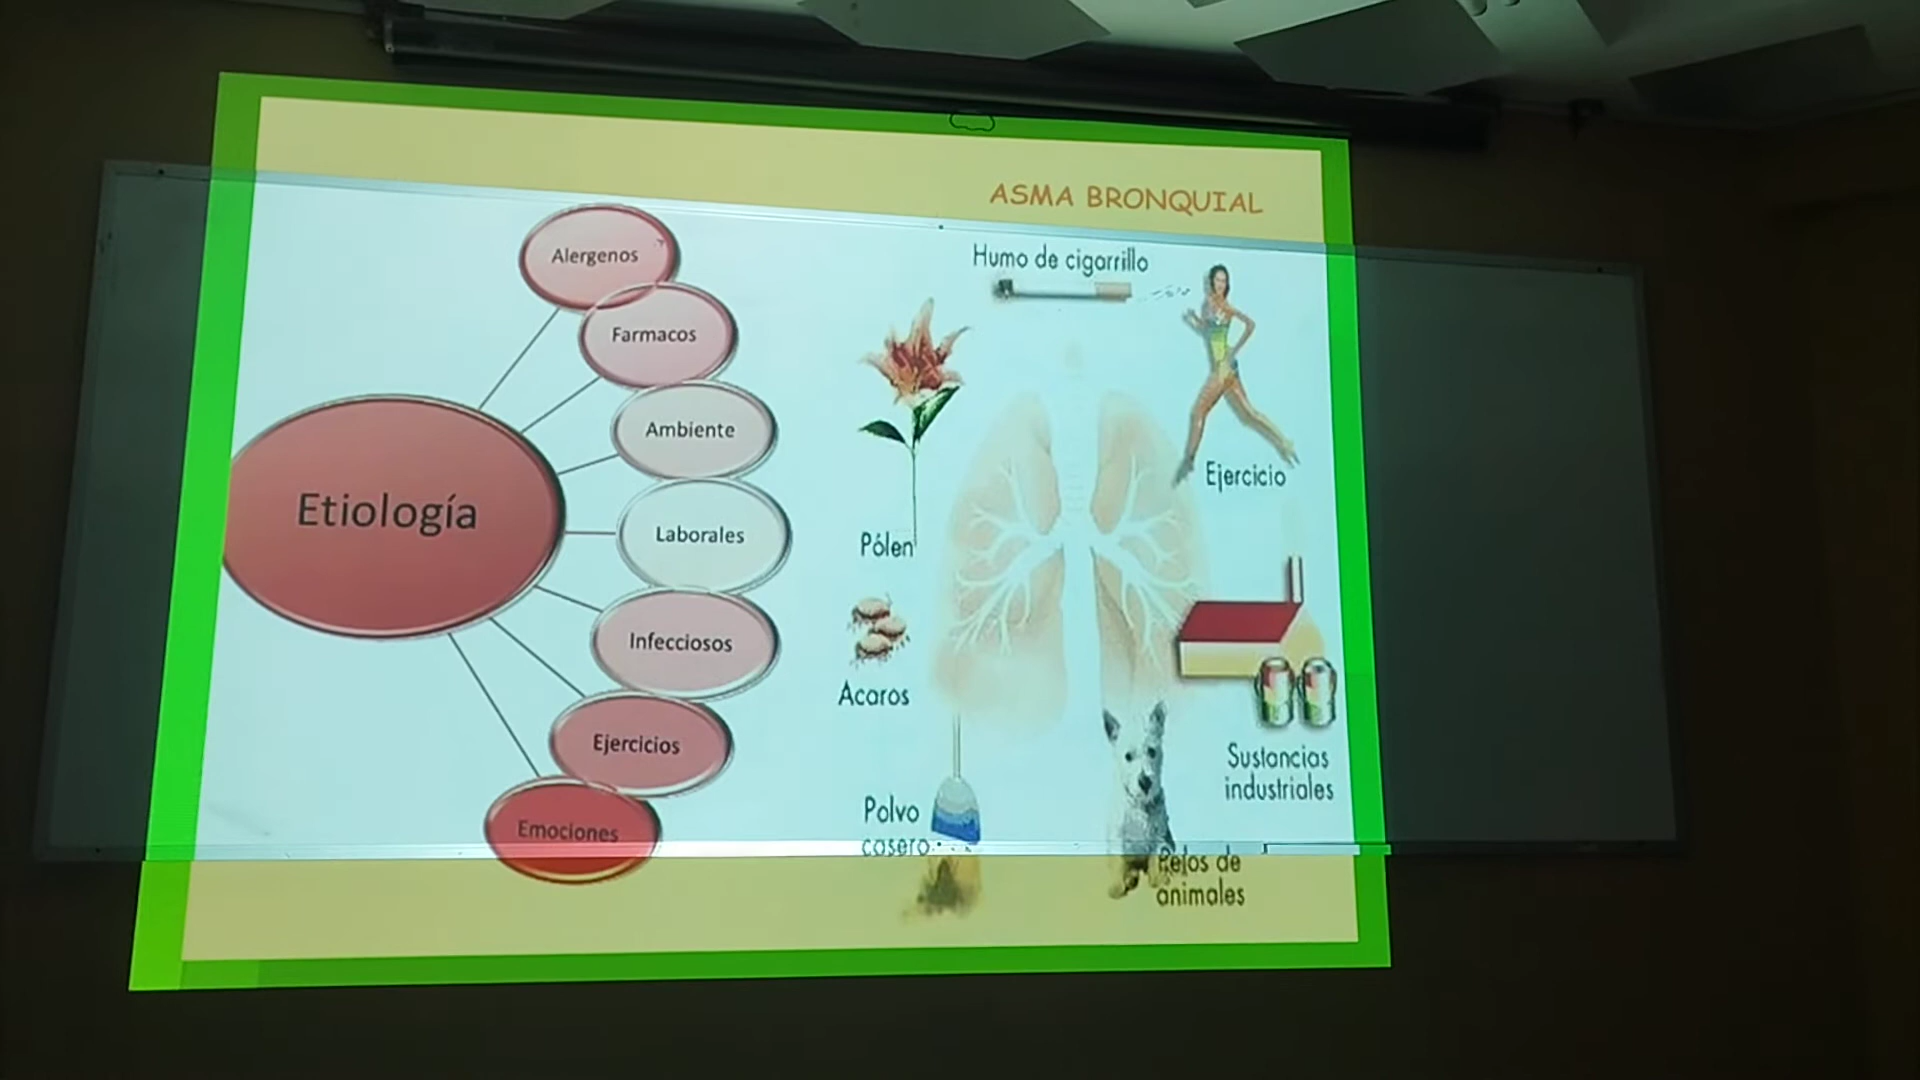 ASMA BRONQUIAL
Etiología
Alergenos
Farmacos
Ambiente
Laborales
Infecciosos
Ejercicios
Emociones
Humo de cigarrillo
Ejercicio
Pólen
Acaros
Sustancias
industriales
Polvo
casero
Pelos de
animales